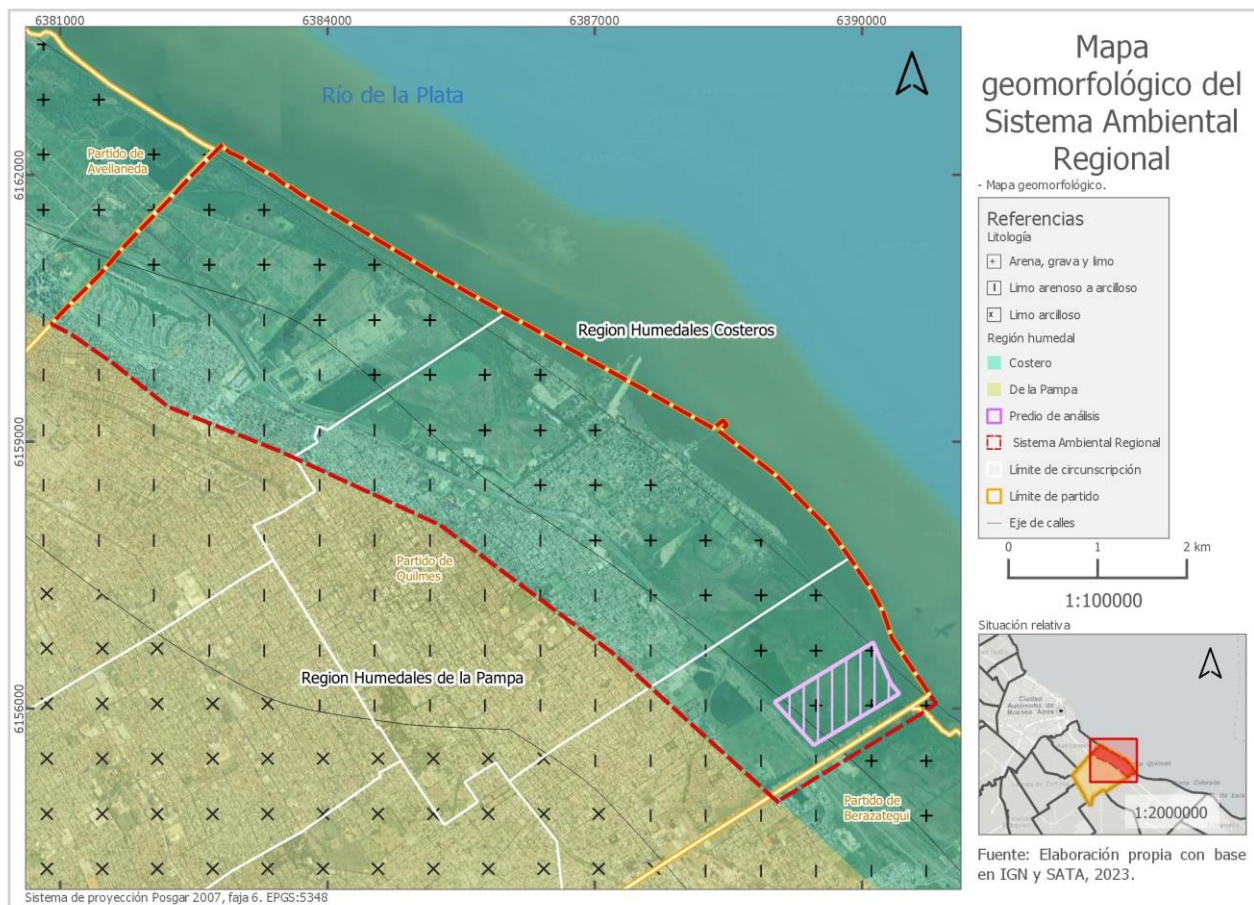 6381000
6384000
6387000
6390000
6162000
6159000
6156000
Río de la Plata
Partido de
Avellaneda
Region Humedales Costeros
Partido de
Quilmes
Region Humedales de la Pampa
Partido de
Berazategui
Sistema de proyección Posgar 2007, faja 6. EPGS:5348
Mapa
geomorfológico del
Sistema Ambiental
Regional
- Mapa geomorfológico.
Referencias
Litología
Arena, grava y limo
Limo arenoso a arcilloso
Limo arcilloso
Región humedal
Costero
De la Pampa
Predio de análisis
Sistema Ambiental Regional
Límite de circunscripción
Límite de partido
Eje de calles
0 1 2 km
1:100000
Situación relativa
Ciudad
Autónoma de
Buenos Aires
Quilmes
1:2000000
Fuente: Elaboración propia con base
en IGN y SATA, 2023.